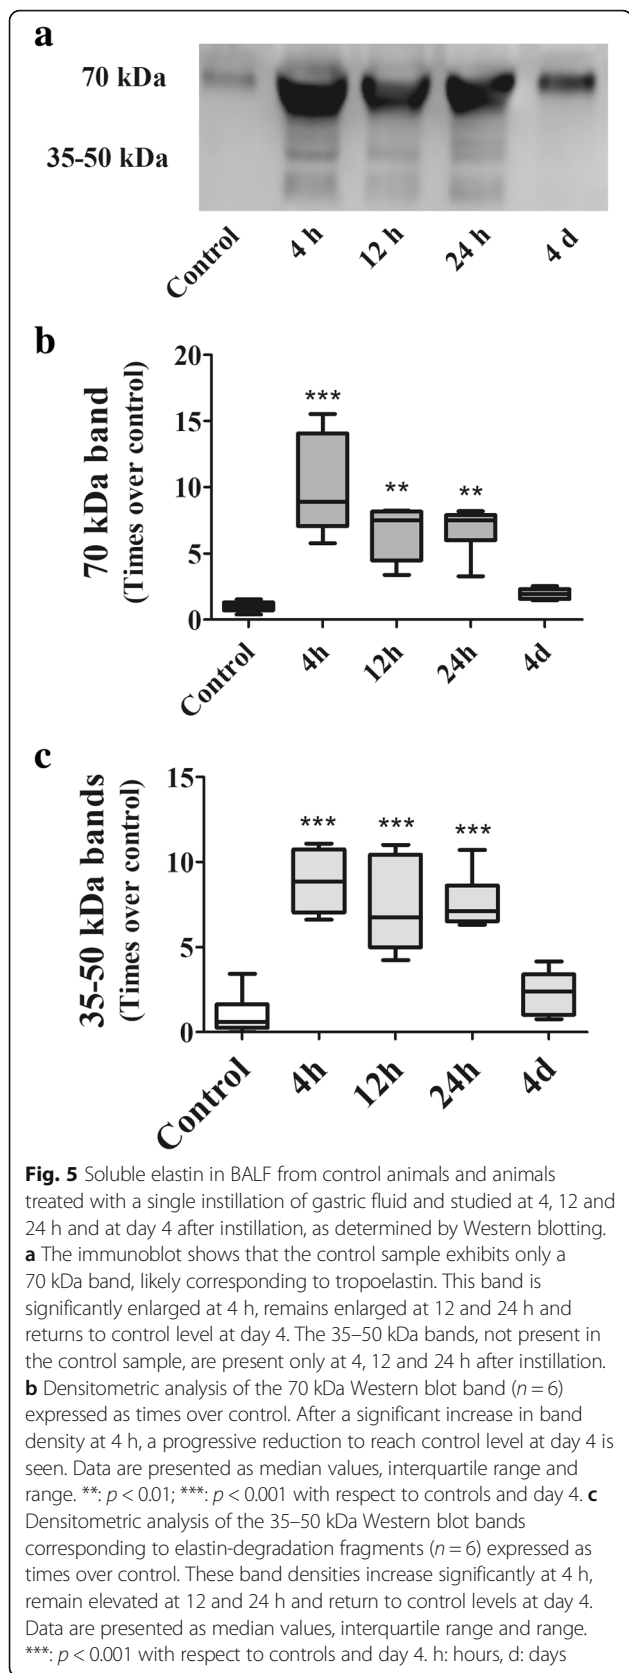 a
70 kDa
35-50 kDa
Control
4 h
12 h
24 h
4 d
b
70 kDa band
(Times over control)
20
15
10
5
0
***
**
**
Control
4h
12h
24h
4d
c
35-50 kDa bands
(Times over control)
15
10
5
0
***
***
***
Control
4h
12h
24h
4d
Fig. 5 Soluble elastin in BALF from control animals and animals
treated with a single instillation of gastric fluid and studied at 4, 12 and
24 h and at day 4 after instillation, as determined by Western blotting.
a The immunoblot shows that the control sample exhibits only a
70 kDa band, likely corresponding to tropoelastin. This band is
significantly enlarged at 4 h, remains enlarged at 12 and 24 h and
returns to control level at day 4. The 35–50 kDa bands, not present in
the control sample, are present only at 4, 12 and 24 h after instillation.
b Densitometric analysis of the 70 kDa Western blot band (n = 6)
expressed as times over control. After a significant increase in band
density at 4 h, a progressive reduction to reach control level at day 4 is
seen. Data are presented as median values, interquartile range and
range. **: p < 0.01; ***: p < 0.001 with respect to controls and day 4. c
Densitometric analysis of the 35–50 kDa Western blot bands
corresponding to elastin-degradation fragments (n = 6) expressed as
times over control. These band densities increase significantly at 4 h,
remain elevated at 12 and 24 h and return to control levels at day 4.
Data are presented as median values, interquartile range and range.
***: p < 0.001 with respect to controls and day 4. h: hours, d: days